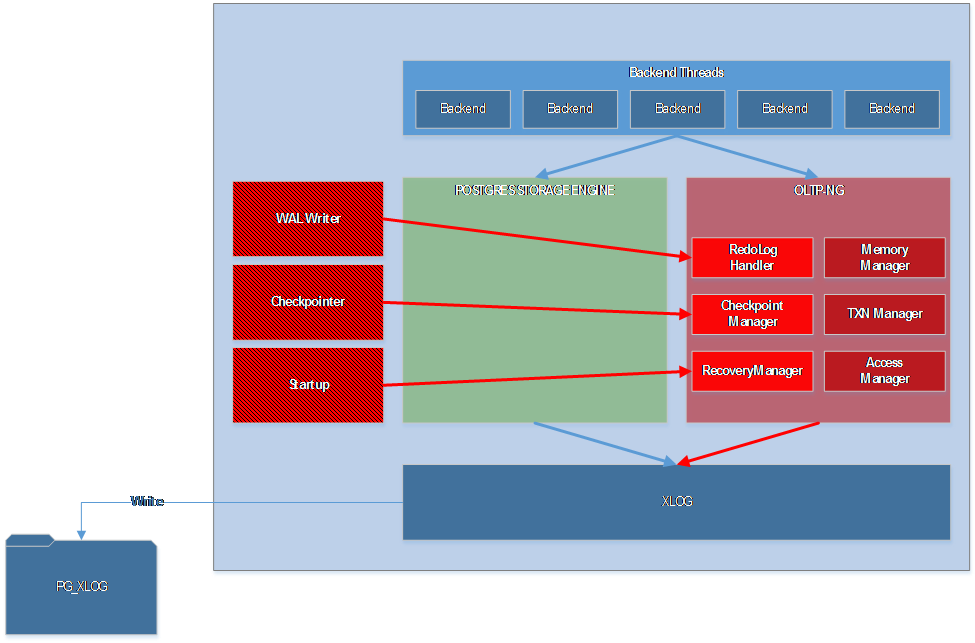 Backend Threads
Backend
Backend
Backend
Backend
Backend
POSTGRES STORAGE ENGINE
OLTP-NG
WAL Writer
Checkpointer
Startup
RedoLog
Handler
Memory
Manager
Checkpoint
Manager
TXN Manager
RecoveryManager
Access
Manager
XLOG
Write
PG_XLOG